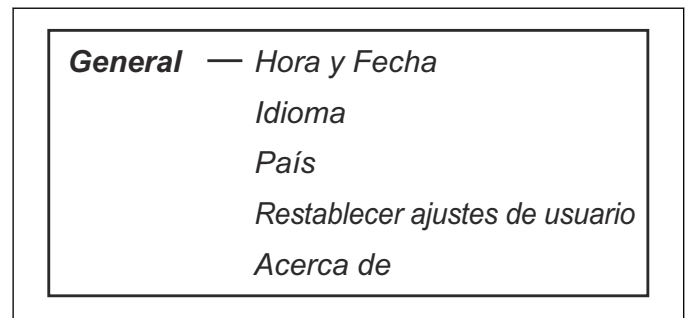 General — Hora y Fecha
Idioma
País
Restablecer ajustes de usuario
Acerca de